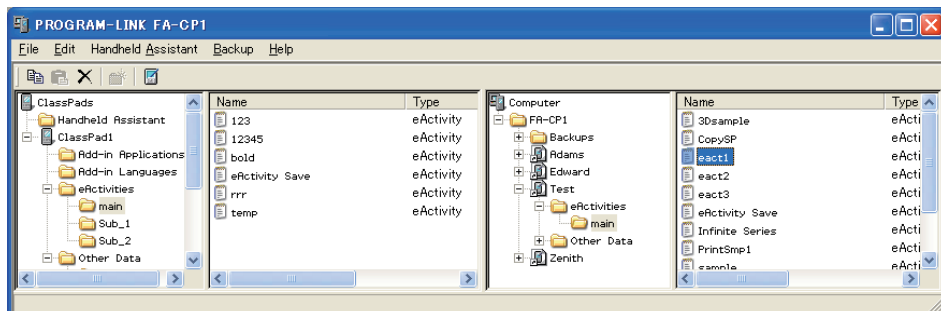 PROGRAM-LINK FA-CP1
File Edit Handheld Assistant Backup Help
ClassPads
Handheld Assistant
ClassPad1
Add-in Applications
Add-in Languages
eActivities
main
Sub_1
Sub_2
Other Data
Name Type
123 eActivity
12345 eActivity
bold eActivity
eActivity Save eActivity
rrr eActivity
temp eActivity
Computer
FA-CP1
Backups
Adams
Edward
Test
eActivities
main
Other Data
Zenith
Name Type
3Dsample eActi
CopySP eActi
eact1 eActi
eact2 eActi
eact3 eActi
eActivity Save eActi
Infinite Series eActi
PrintSmp1 eActi
sample eActi